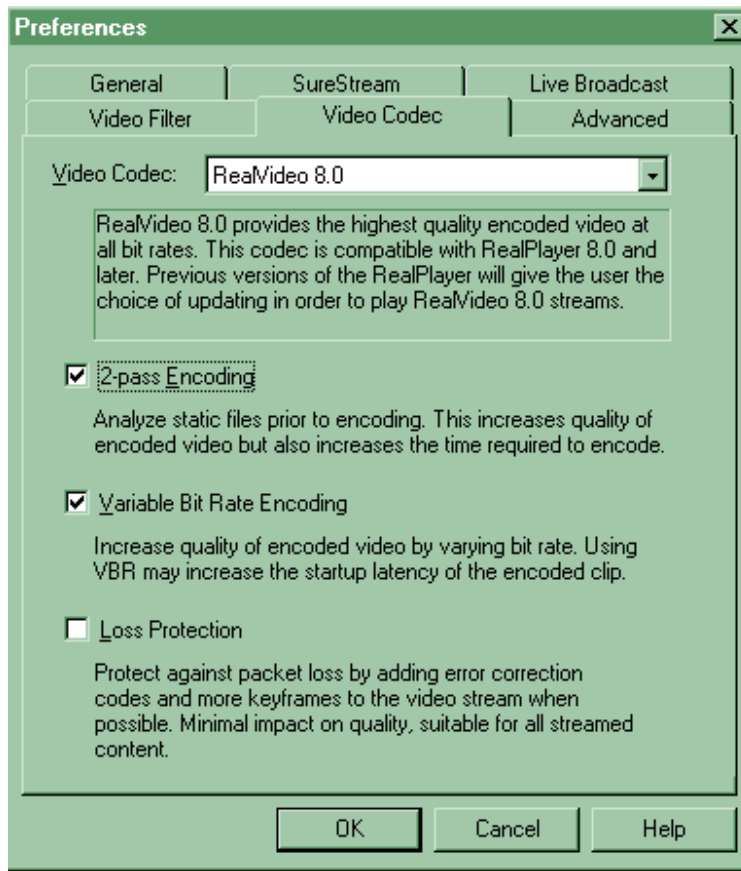 Preferences
General SureStream Live Broadcast
Video Filter Video Codec Advanced
Video Codec: RealVideo 8.0
RealVideo 8.0 provides the highest quality encoded video at
all bit rates. This codec is compatible with RealPlayer 8.0 and
later. Previous versions of the RealPlayer will give the user the
choice of updating in order to play RealVideo 8.0 streams.
2-pass Encoding
Analyze static files prior to encoding. This increases quality of
encoded video but also increases the time required to encode.
Variable Bit Rate Encoding
Increase quality of encoded video by varying bit rate. Using
VBR may increase the startup latency of the encoded clip.
Loss Protection
Protect against packet loss by adding error correction
codes and more keyframes to the video stream when
possible. Minimal impact on quality, suitable for all streamed
content.
OK Cancel Help